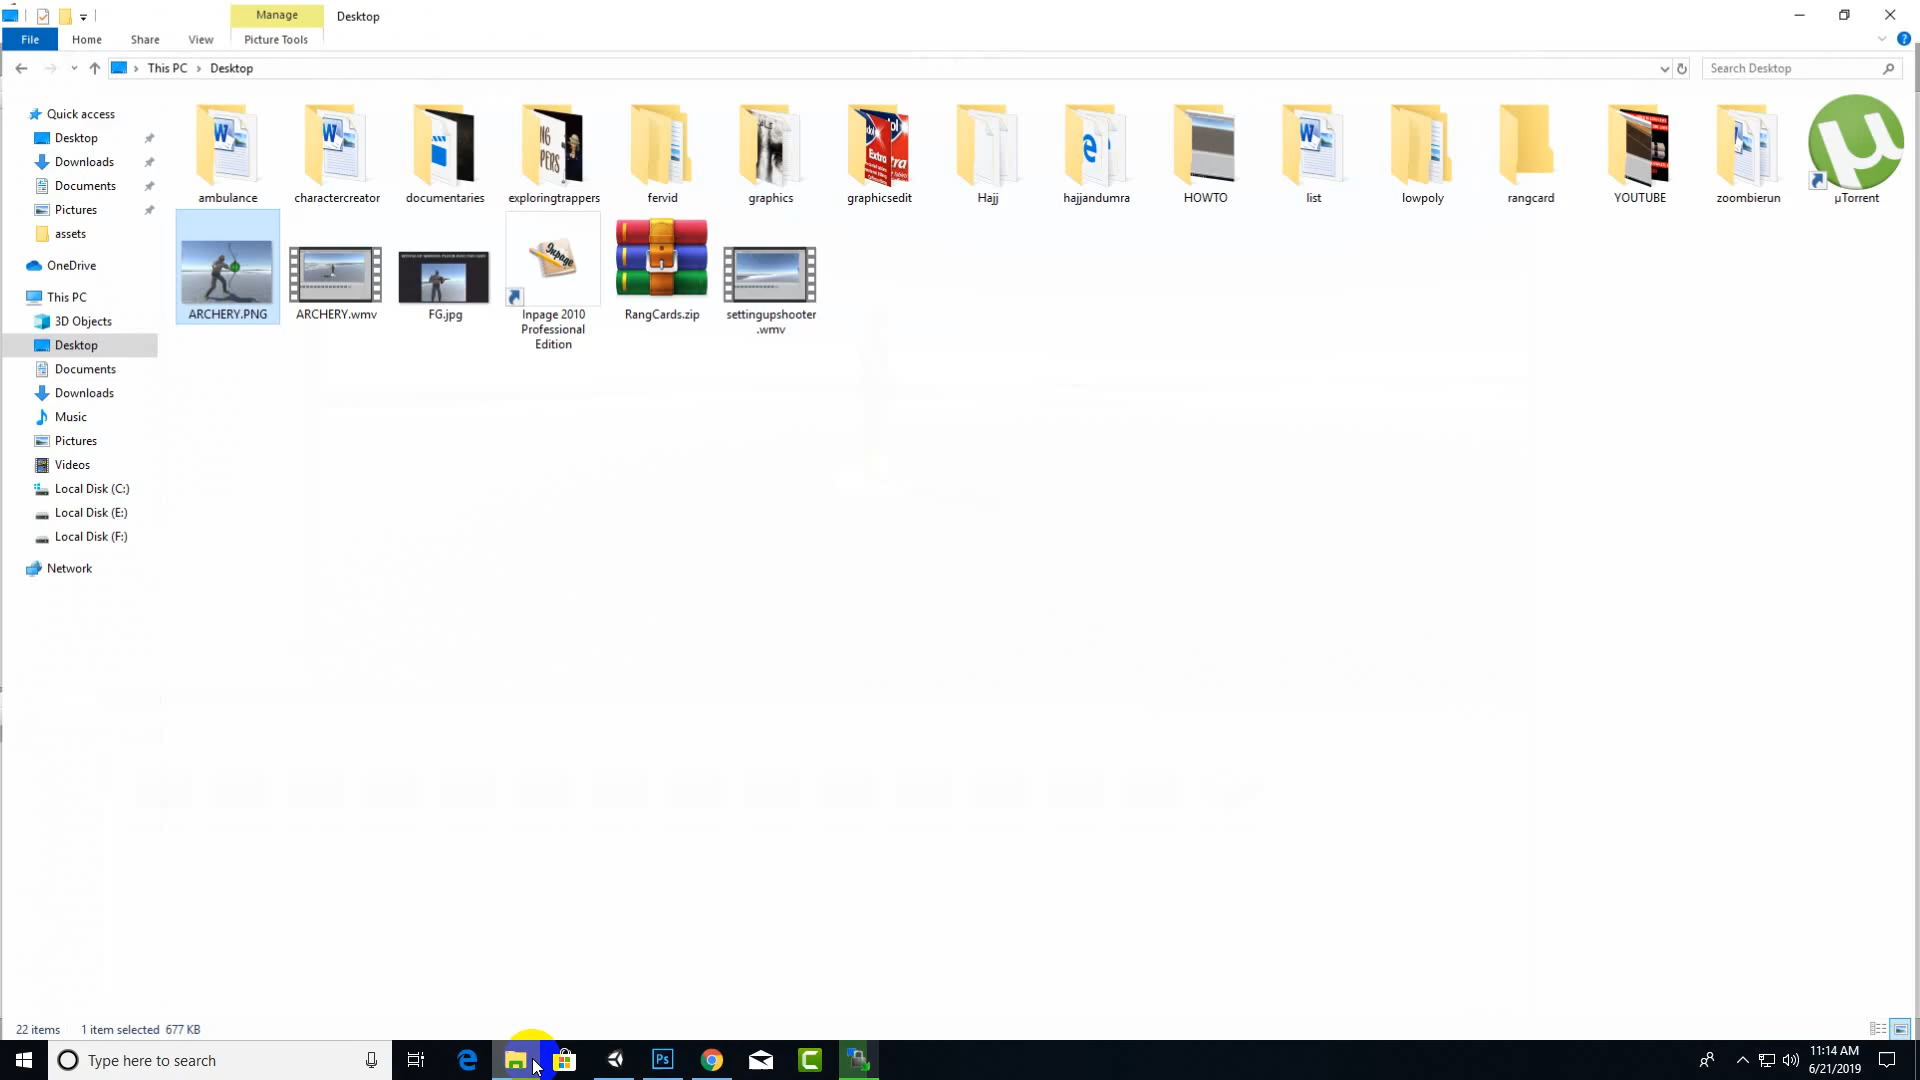 Manage
Desktop
File
Home
Share
View
Picture Tools
This PC
Desktop
Search Desktop
Quick access
Desktop
Downloads
Documents
Pictures
assets
OneDrive
This PC
3D Objects
Desktop
Documents
Downloads
Music
Pictures
Videos
Local Disk (C:)
Local Disk (E:)
Local Disk (F:)
Network
ambulance
charactercreator
documentaries
exploringtrappers
fervid
graphics
graphicsedit
Hajj
hajjandumra
HOWTO
list
lowpoly
rangcard
YOUTUBE
zoombierun
µTorrent
ARCHERY.PNG
ARCHERY.wmv
FG.jpg
Inpage 2010
Professional
Edition
RangCards.zip
settingupshooter
.wmv
22 items
1 item selected 677 KB
Type here to search
Ps
11:14 AM
6/21/2019